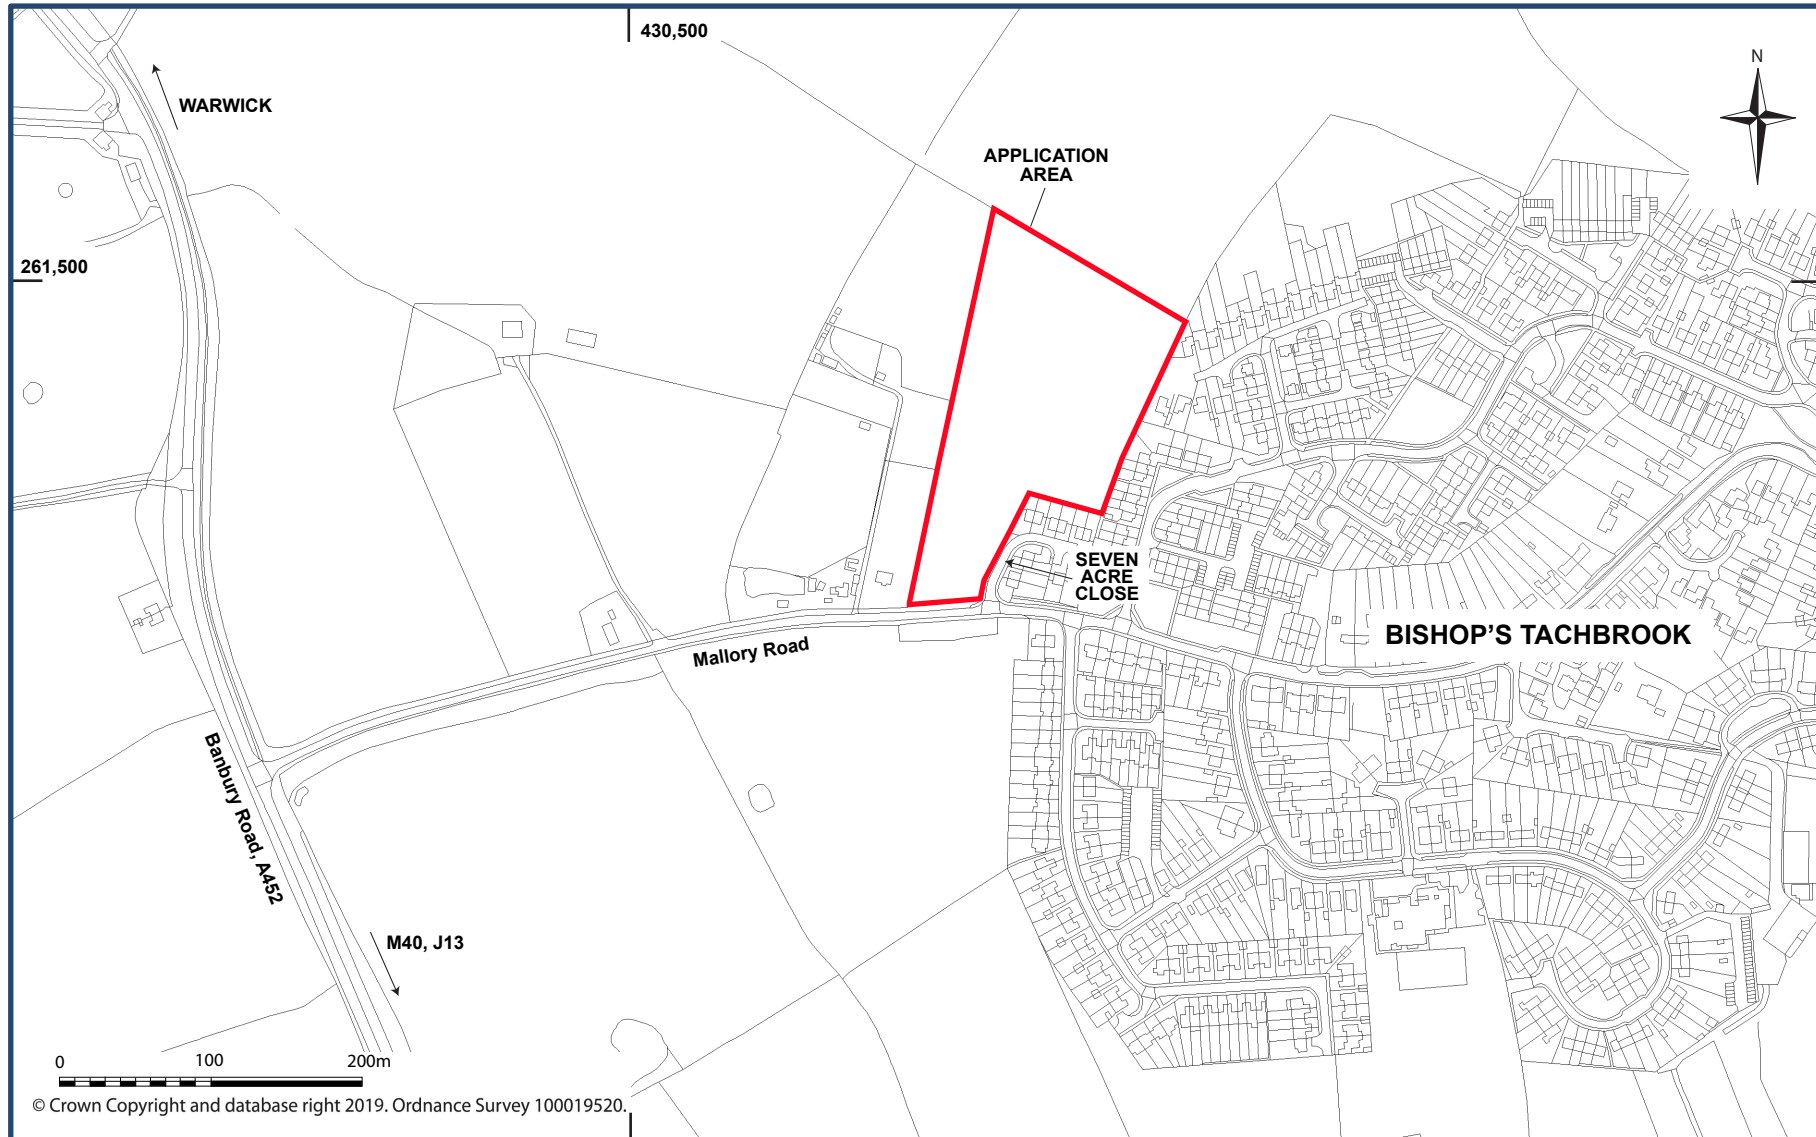 430,500
N
WARWICK
APPLICATION
AREA
261,500
SEVEN
ACRE
CLOSE
BISHOP'S TACHBROOK
Mallory Road
Banbury Road, A452
M40, J13
0 100 200m
© Crown Copyright and database right 2019. Ordnance Survey 100019520.